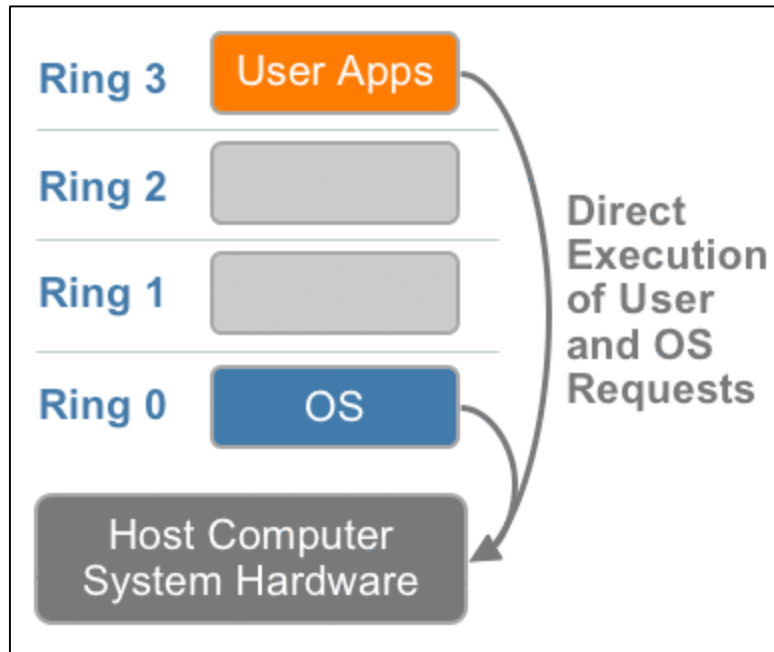 Ring 3
User Apps
Ring 2
Ring 1
Ring 0
OS
Direct
Execution
of User
and OS
Requests
Host Computer
System Hardware